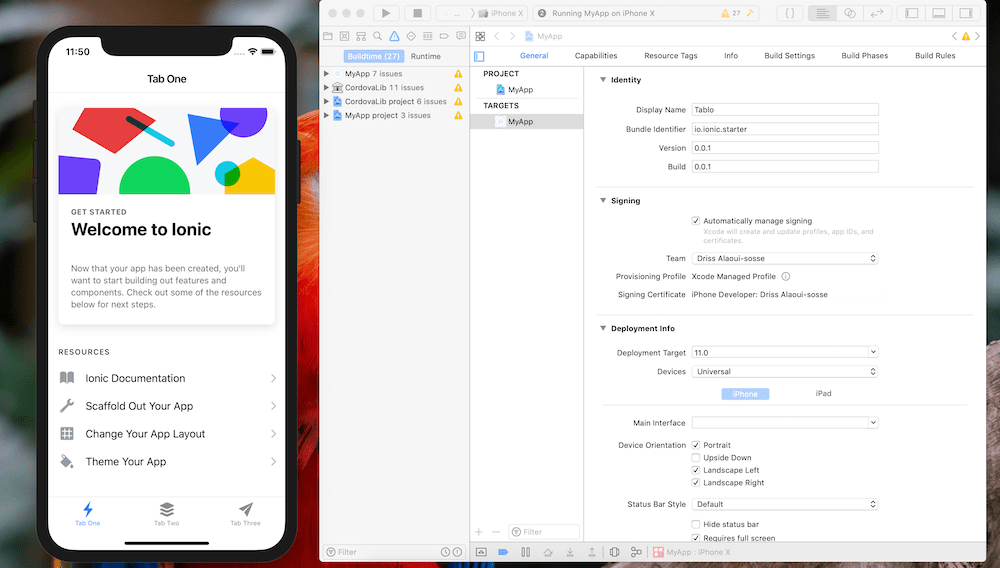 11:50
Tab One
GET STARTED
Welcome to Ionic
Now that your app has been created, you'll
want to start building out features and
components. Check out some of the resources
below for next steps.
RESOURCES
Ionic Documentation
Scaffold Out Your App
Change Your App Layout
Theme Your App
Tab One
Tab Two
Tab Three
iPhone X
2 Running MyApp on iPhone X
27
MyApp
Buildtime (27)
Runtime
MyApp 7 issues
CordovaLib 11 issues
CordovaLib project 6 issues
MyApp project 3 issues
Filter
General
Capabilities
Resource Tags
Info
Build Settings
Build Phases
Build Rules
PROJECT
MyApp
TARGETS
MyApp
Filter
Identity
Display Name Tablo
Bundle Identifier io.ionic.starter
Version 0.0.1
Build 0.0.1
Signing
Automatically manage signing
Xcode will create and update profiles, app IDs, and
certificates.
Team Driss Alaoui-sosse
Provisioning Profile Xcode Managed Profile
Signing Certificate iPhone Developer: Driss Alaoui-sosse
Deployment Info
Deployment Target 11.0
Devices Universal
iPhone
iPad
Main Interface
Device Orientation Portrait
Upside Down
Landscape Left
Landscape Right
Status Bar Style Default
Hide status bar
Requires full screen
MyApp : iPhone X